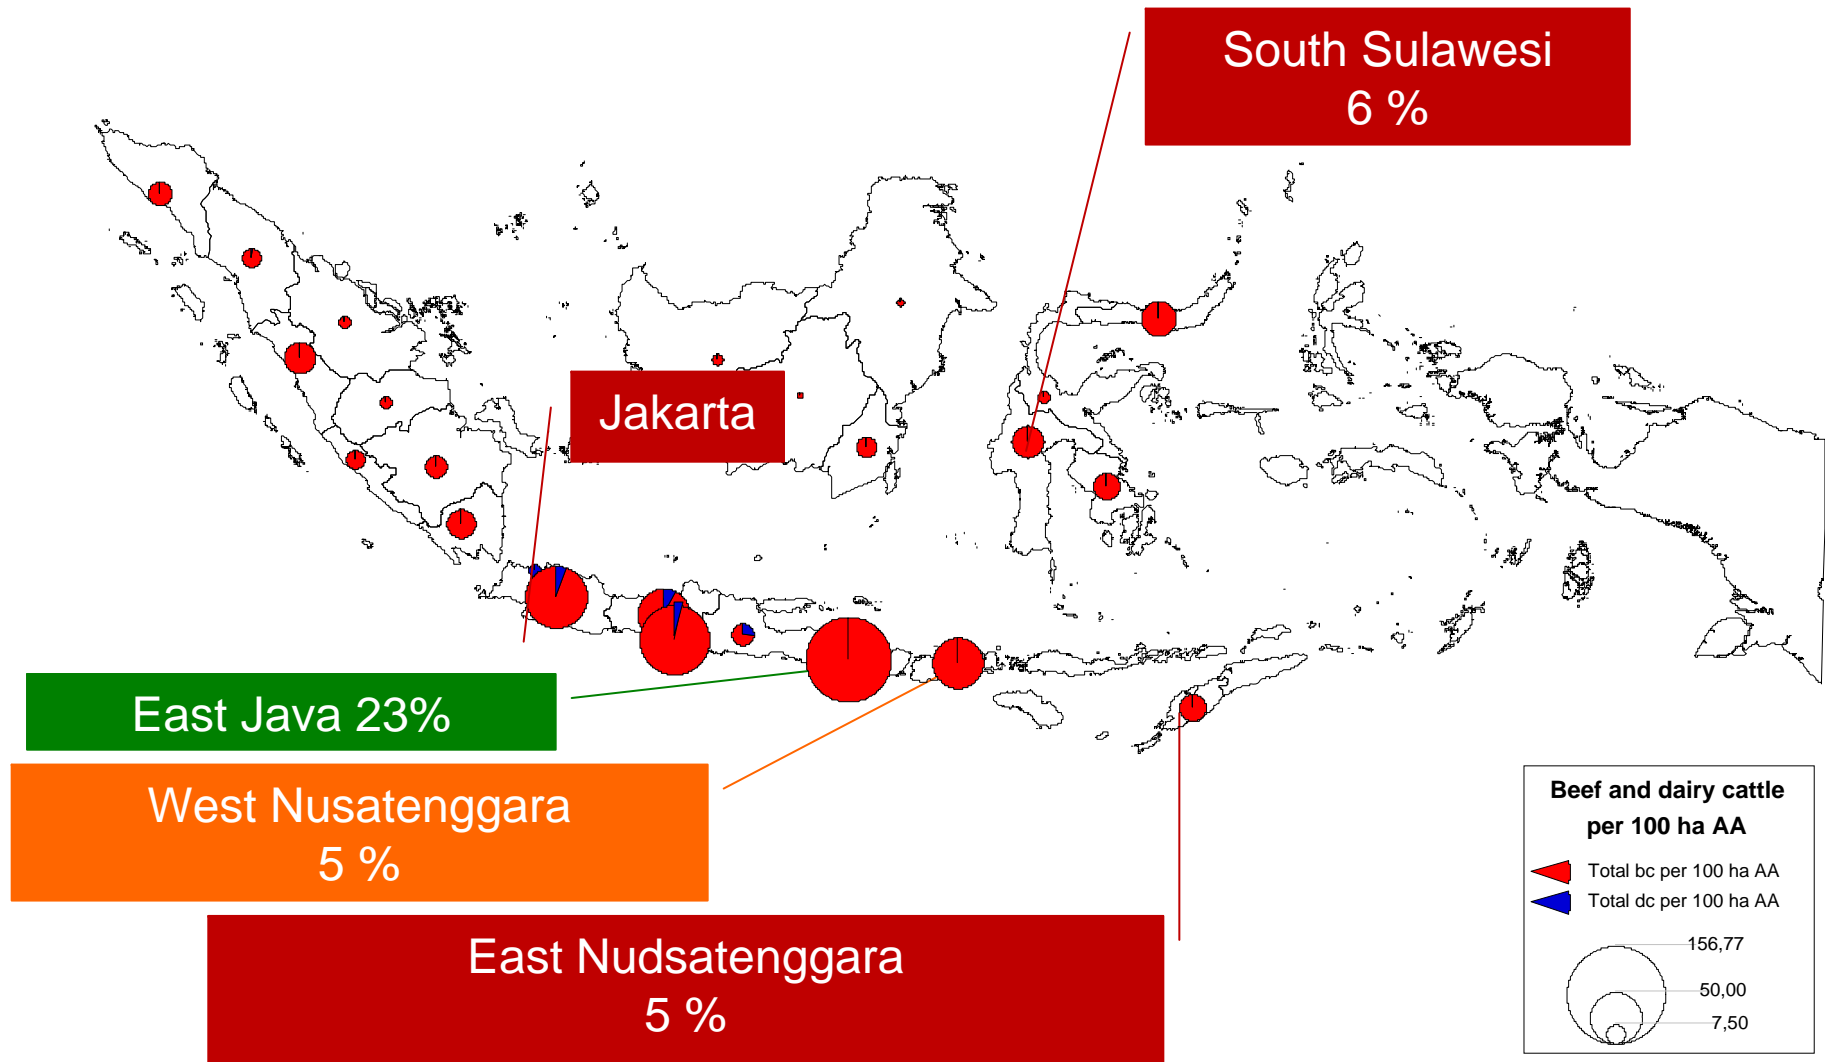 South Sulawesi
6 %
Jakarta
East Java 23%
West Nusatenggara
5 %
East Nudsatenggara
5 %
Beef and dairy cattle
per 100 ha AA
Total bc per 100 ha AA
Total dc per 100 ha AA
156,77
50,00
7,50